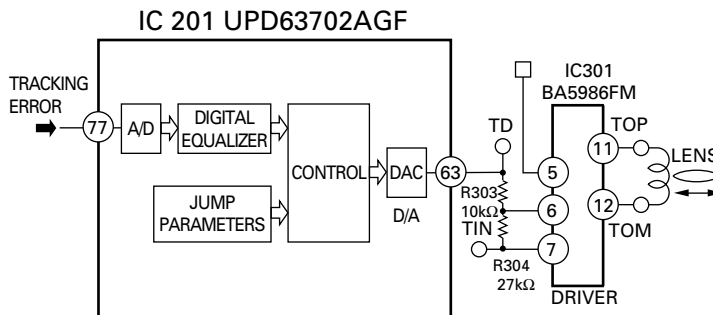 IC 201 UPD63702AGF
TRACKING
ERROR
77
A/D
DIGITAL
EQUALIZER
JUMP
PARAMETERS
CONTROL
DAC
D/A
63
TD
R303
10kΩ
TIN
R304
27kΩ
IC301
BA5986FM
5
6
7
11
12
TOP
TOM
LENS
DRIVER